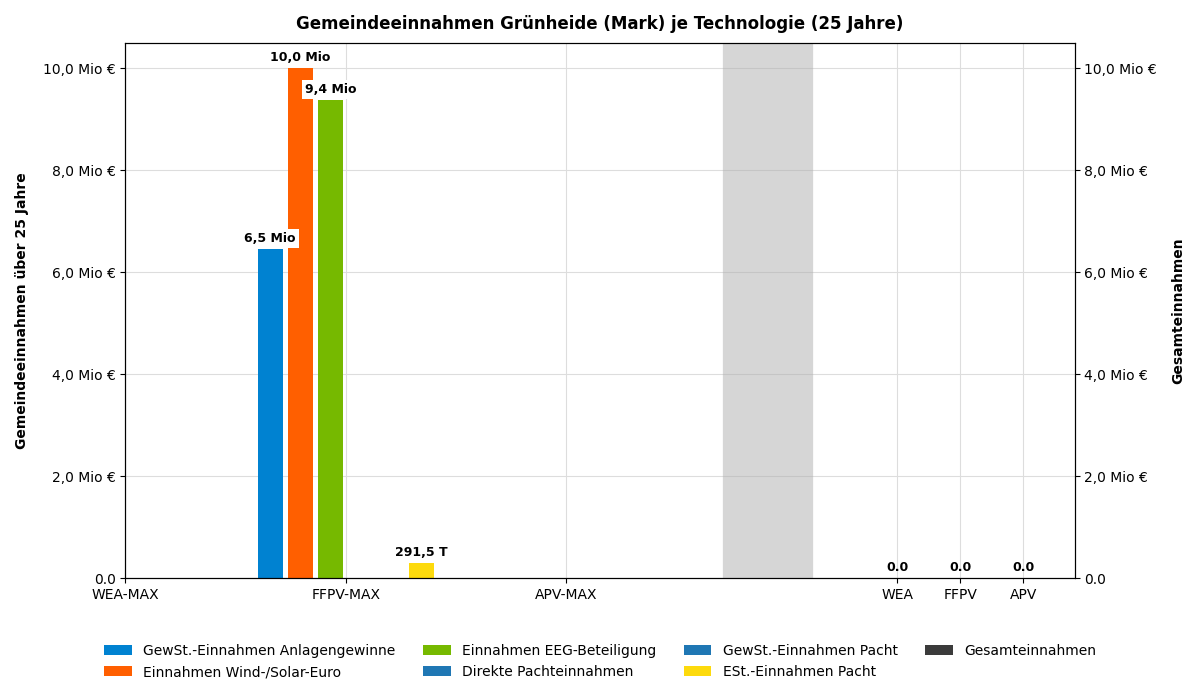 Gemeindeeinnahmen Grünheide (Mark) je Technologie (25 Jahre)
Gemeindeeinnahmen über 25 Jahre
10,0 Mio €
8,0 Mio €
6,0 Mio €
4,0 Mio €
2,0 Mio €
0.0
6,5 Mio
10,0 Mio
9,4 Mio
291,5 T
0.0
0.0
0.0
10,0 Mio €
8,0 Mio €
6,0 Mio €
4,0 Mio €
2,0 Mio €
0.0
Gesamteinnahmen
WEA-MAX
FFPV-MAX
APV-MAX
WEA
FFPV
APV
GewSt.-Einnahmen Anlagengewinne
Einnahmen Wind-/Solar-Euro
Einnahmen EEG-Beteiligung
Direkte Pachteinnahmen
GewSt.-Einnahmen Pacht
ESt.-Einnahmen Pacht
Gesamteinnahmen